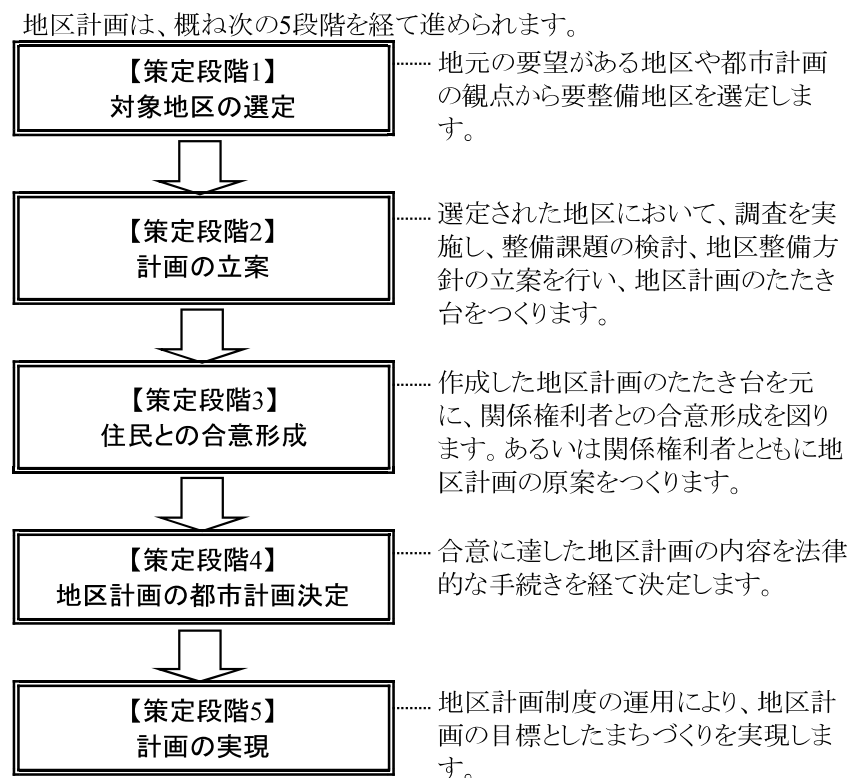 地区計画は、概ね次の5段階を経て進められます。
【策定段階1】
対象地区の選定
地元の要望がある地区や都市計画
の観点から要整備地区を選定しま
す。
【策定段階2】
計画の立案
選定された地区において、調査を実
施し、整備課題の検討、地区整備方
針の立案を行い、地区計画のたたき
台をつくります。
【策定段階3】
住民との合意形成
作成した地区計画のたたき台を元
に、関係権利者との合意形成を図り
ます。あるいは関係権利者とともに地
区計画の原案をつくります。
【策定段階4】
地区計画の都市計画決定
合意に達した地区計画の内容を法律
的な手続きを経て決定します。
【策定段階5】
計画の実現
地区計画制度の運用により、地区計
画の目標としたまちづくりを実現しま
す。